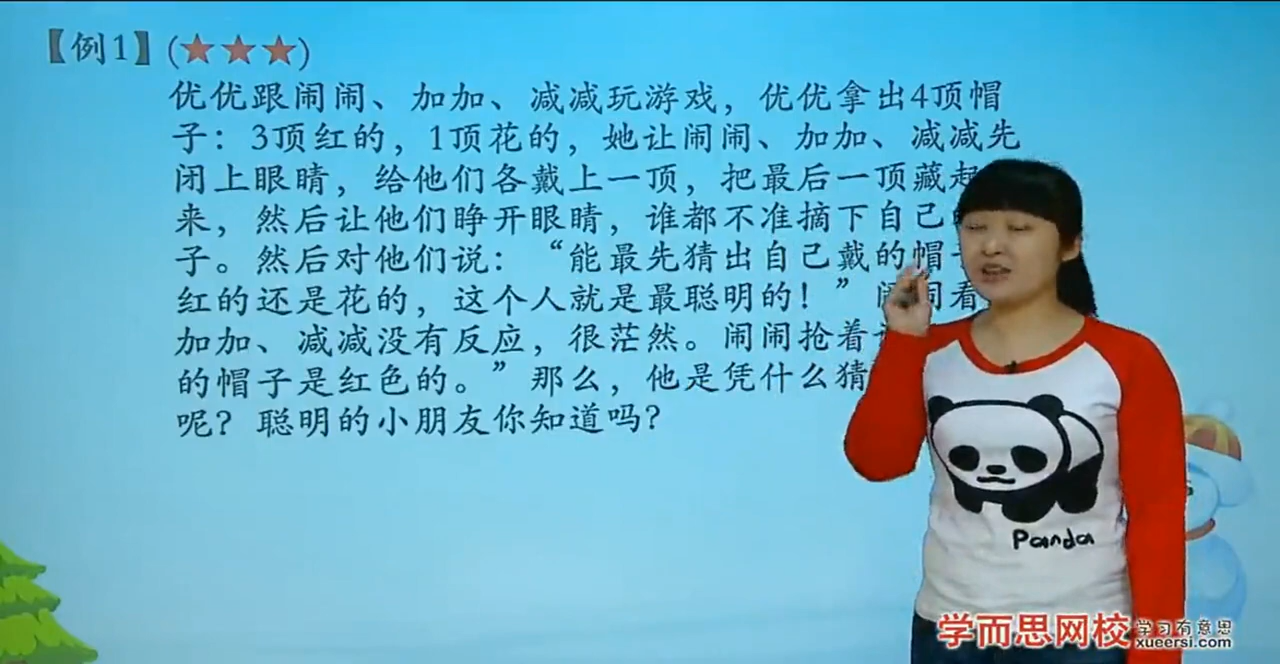 【例1】(★★★)
优优跟闹闹、加加、减减玩游戏，优优拿出4顶帽
子：3顶红的，1顶花的，她让闹闹、加加、减减先
闭上眼睛，给他们各戴上一顶，把最后一顶藏起
来，然后让他们睁开眼睛，谁都不准摘下自己
子。然后对他们说：“能最先猜出自己戴的帽
红的还是花的，这个人就是最聪明的！”闹闹看
加加、减减没有反应，很茫然。闹闹抢着
的帽子是红色的。”那么，他是凭什么猜
呢？聪明的小朋友你知道吗？
Panda
学而思网校 学习有意思
xueersi.com